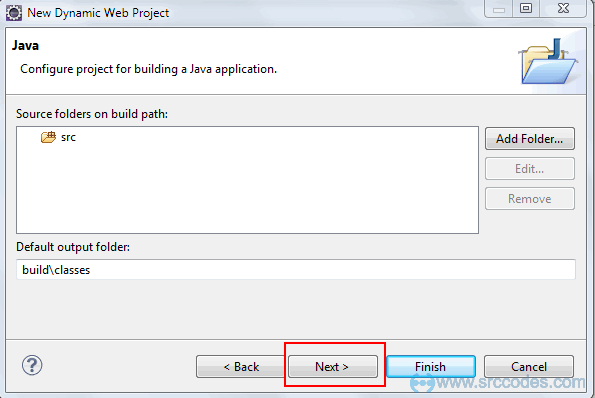 New Dynamic Web Project
Java
Configure project for building a Java application.
Source folders on build path:
src
Add Folder...
Edit...
Remove
Default output folder:
build\classes
< Back
Next >
Finish
Cancel
www.srccodes.com